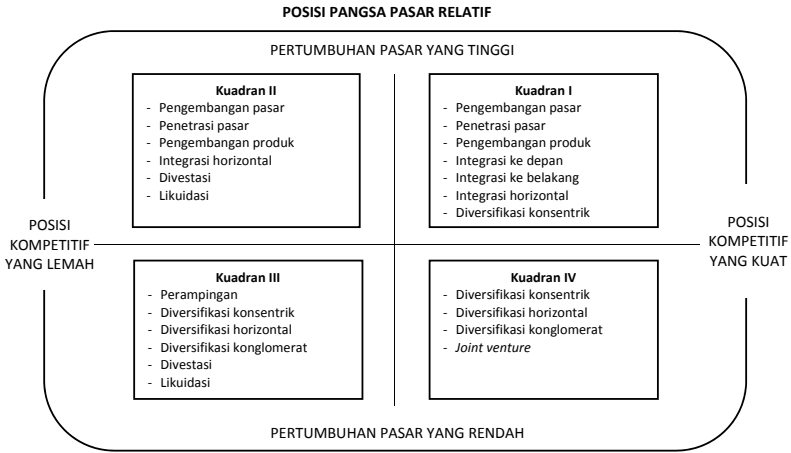 POSISI PANGSA PASAR RELATIF
PERTUMBUHAN PASAR YANG TINGGI
Kuadran II
- Pengembangan pasar
- Penetrasi pasar
- Pengembangan produk
- Integrasi horizontal
- Divestasi
- Likuidasi
Kuadran I
- Pengembangan pasar
- Penetrasi pasar
- Pengembangan produk
- Integrasi ke depan
- Integrasi ke belakang
- Integrasi horizontal
- Diversifikasi konsentrik
POSISI
KOMPETITIF
YANG LEMAH
POSISI
KOMPETITIF
YANG KUAT
Kuadran III
- Perampingan
- Diversifikasi konsentrik
- Diversifikasi horizontal
- Diversifikasi konglomerat
- Divestasi
- Likuidasi
Kuadran IV
- Diversifikasi konsentrik
- Diversifikasi horizontal
- Diversifikasi konglomerat
- Joint venture
PERTUMBUHAN PASAR YANG RENDAH